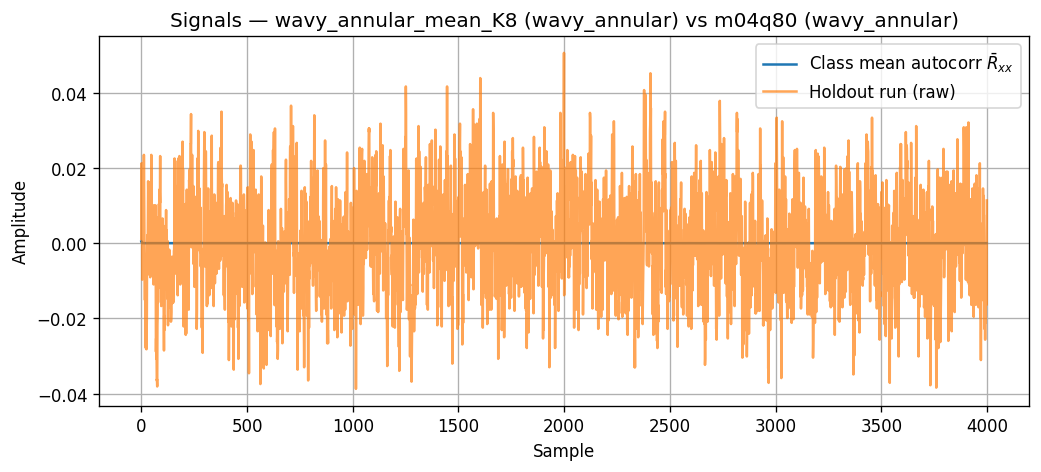 Signals — wavy_annular_mean_K8 (wavy_annular) vs m04q80 (wavy_annular)
Class mean autocorr R̄xx
Holdout run (raw)
Amplitude
0.04
0.02
0.00
−0.02
−0.04
0 500 1000 1500 2000 2500 3000 3500 4000
Sample